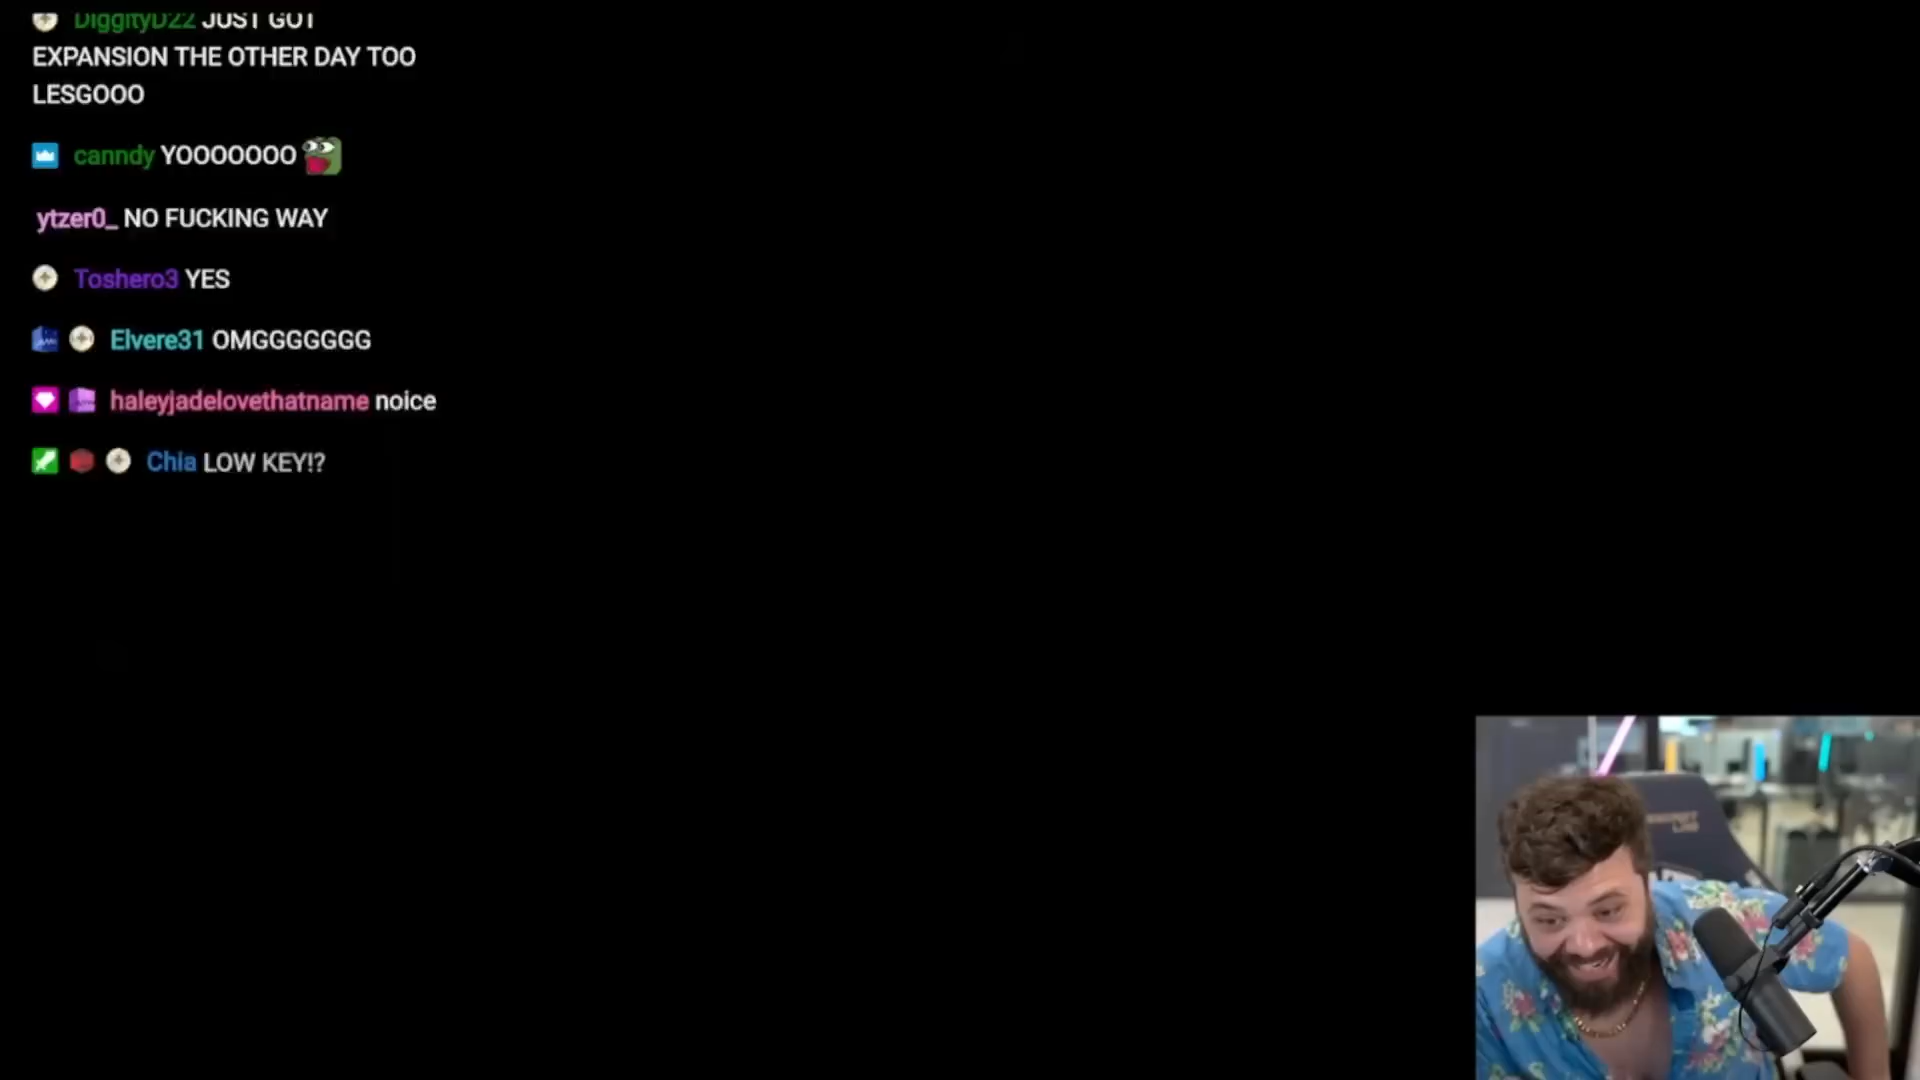 DiggityD22 JUST GOT
EXPANSION THE OTHER DAY TOO
LESGOOO
canndy YOOOOOOO
ytzer0_ NO FUCKING WAY
Toshero3 YES
Elvere31 OMGGGGGGG
haleyjadelovethatname noice
Chia LOW KEY!?